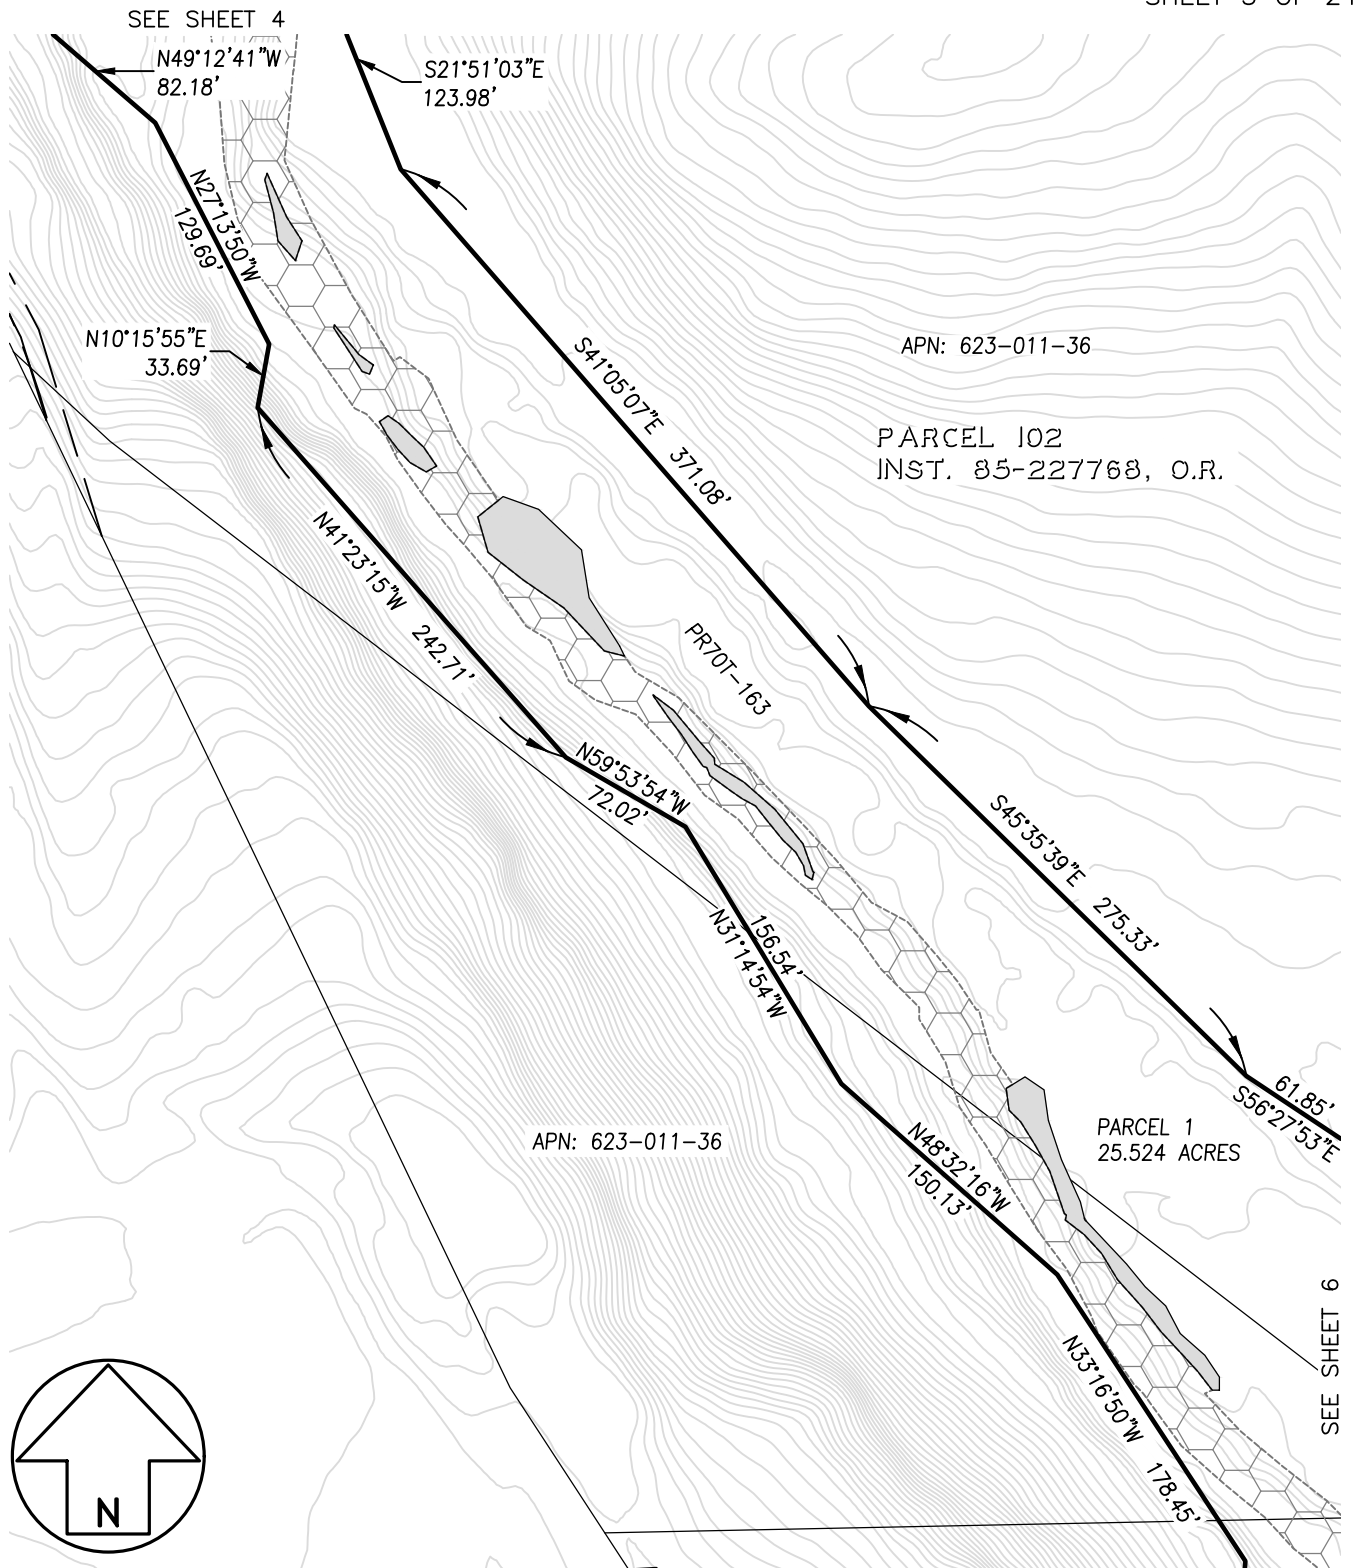 SEE SHEET 4
N49°12'41"W
82.18'
S21°51'03"E
123.98'
N27°13'50"W
129.69'
N10°15'55"E
33.69'
S41°05'07"E 371.08'
APN: 623-011-36
PARCEL 102
INST. 85-227768, O.R.
N41°23'15"W 242.71'
PR70T-163
N59°53'54"W
72.02'
S45°35'39"E 275.33'
156.54'
N31°14'54"W
61.85'
S56°27'53"E
PARCEL 1
25.524 ACRES
APN: 623-011-36
N48°32'16"W
150.13'
N33°16'50"W 178.45'
SEE SHEET 6
N